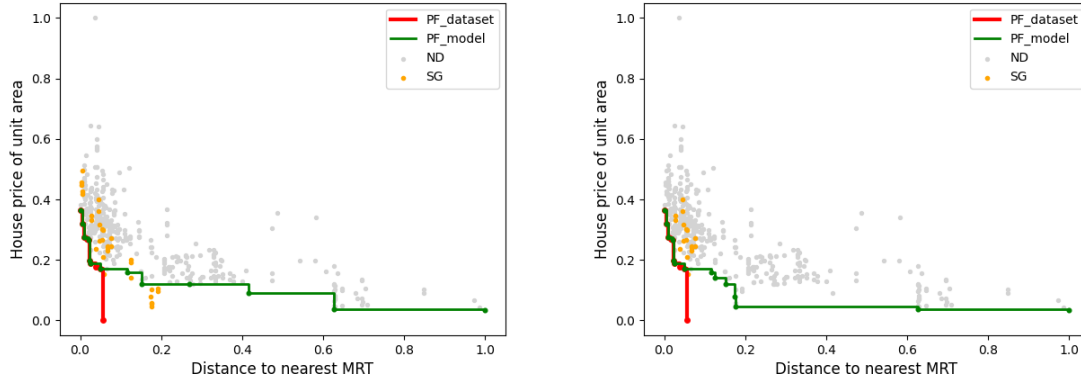 PF_dataset
PF_model
ND
SG
House price of unit area
1.0
0.8
0.6
0.4
0.2
0.0
0.0 0.2 0.4 0.6 0.8 1.0
Distance to nearest MRT
PF_dataset
PF_model
ND
SG
House price of unit area
1.0
0.8
0.6
0.4
0.2
0.0
0.0 0.2 0.4 0.6 0.8 1.0
Distance to nearest MRT